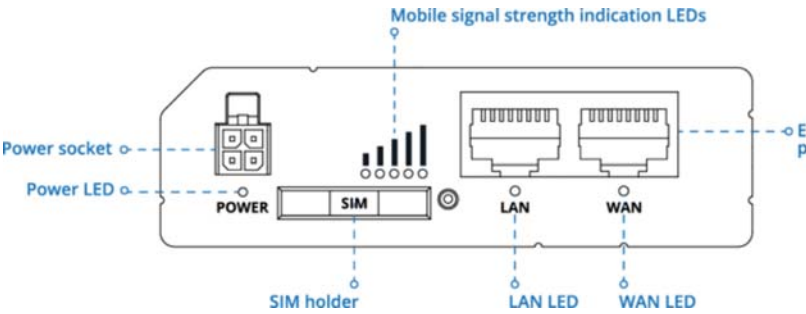 Mobile signal strength indication LEDs
Power socket
E
p
Power LED
POWER
SIM
LAN
WAN
SIM holder
LAN LED
WAN LED